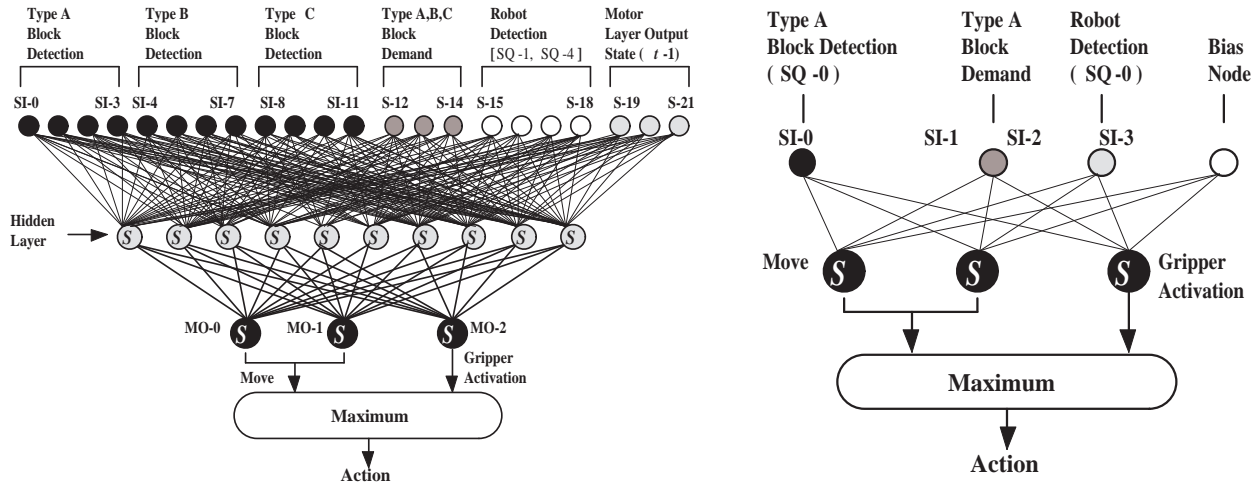 Type A
Block
Detection
Type B
Block
Detection
Type C
Block
Detection
Type A,B,C
Block
Demand
Robot
Detection
[SQ-1, SQ-4]
Motor
Layer Output
State ( t -1)
SI-0 SI-3 SI-4 SI-7 SI-8 SI-11 S-12 S-14 S-15 S-18 S-19 S-21
Hidden
Layer
S S S S S S S S S S
MO-0 S MO-1 S S MO-2
Move
Gripper
Activation
Maximum
Action
Type A
Block Detection
( SQ -0)
Type A
Block
Demand
Robot
Detection
( SQ-0)
Bias
Node
SI-0 SI-1 SI-2 SI-3
Move S S S
Gripper
Activation
Maximum
Action